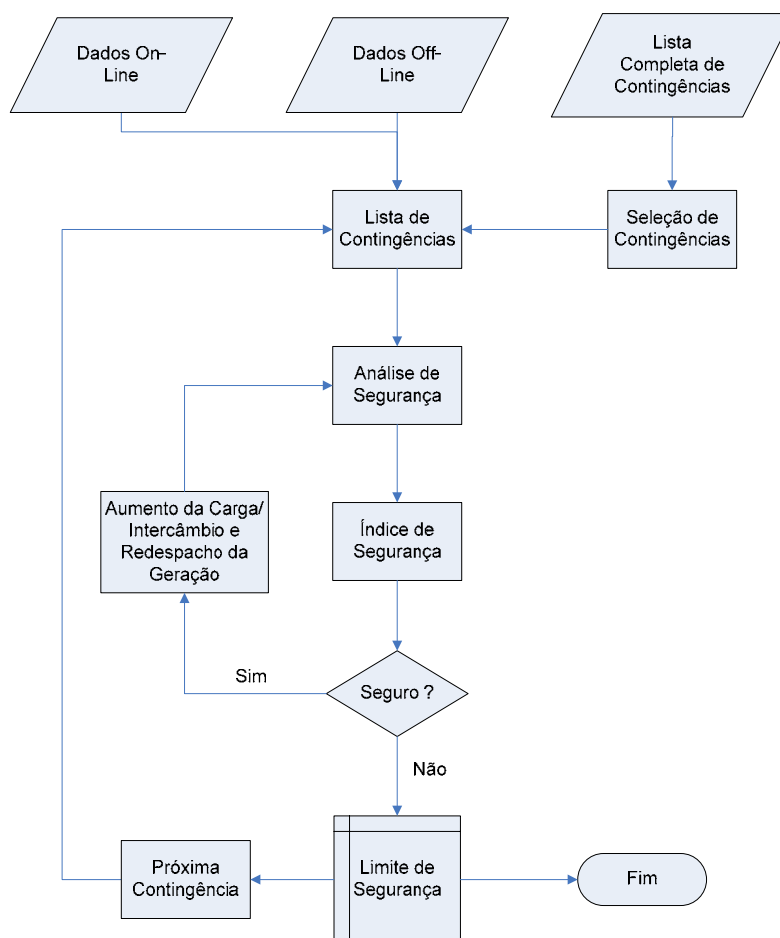 Dados On-
Line
Dados Off-
Line
Lista
Completa de
Contingências
Lista de
Contingências
Seleção de
Contingências
Análise de
Segurança
Aumento da Carga/
Intercâmbio e
Redespacho da
Geração
Índice de
Segurança
Sim
Seguro ?
Não
Próxima
Contingência
Limite de
Segurança
Fim